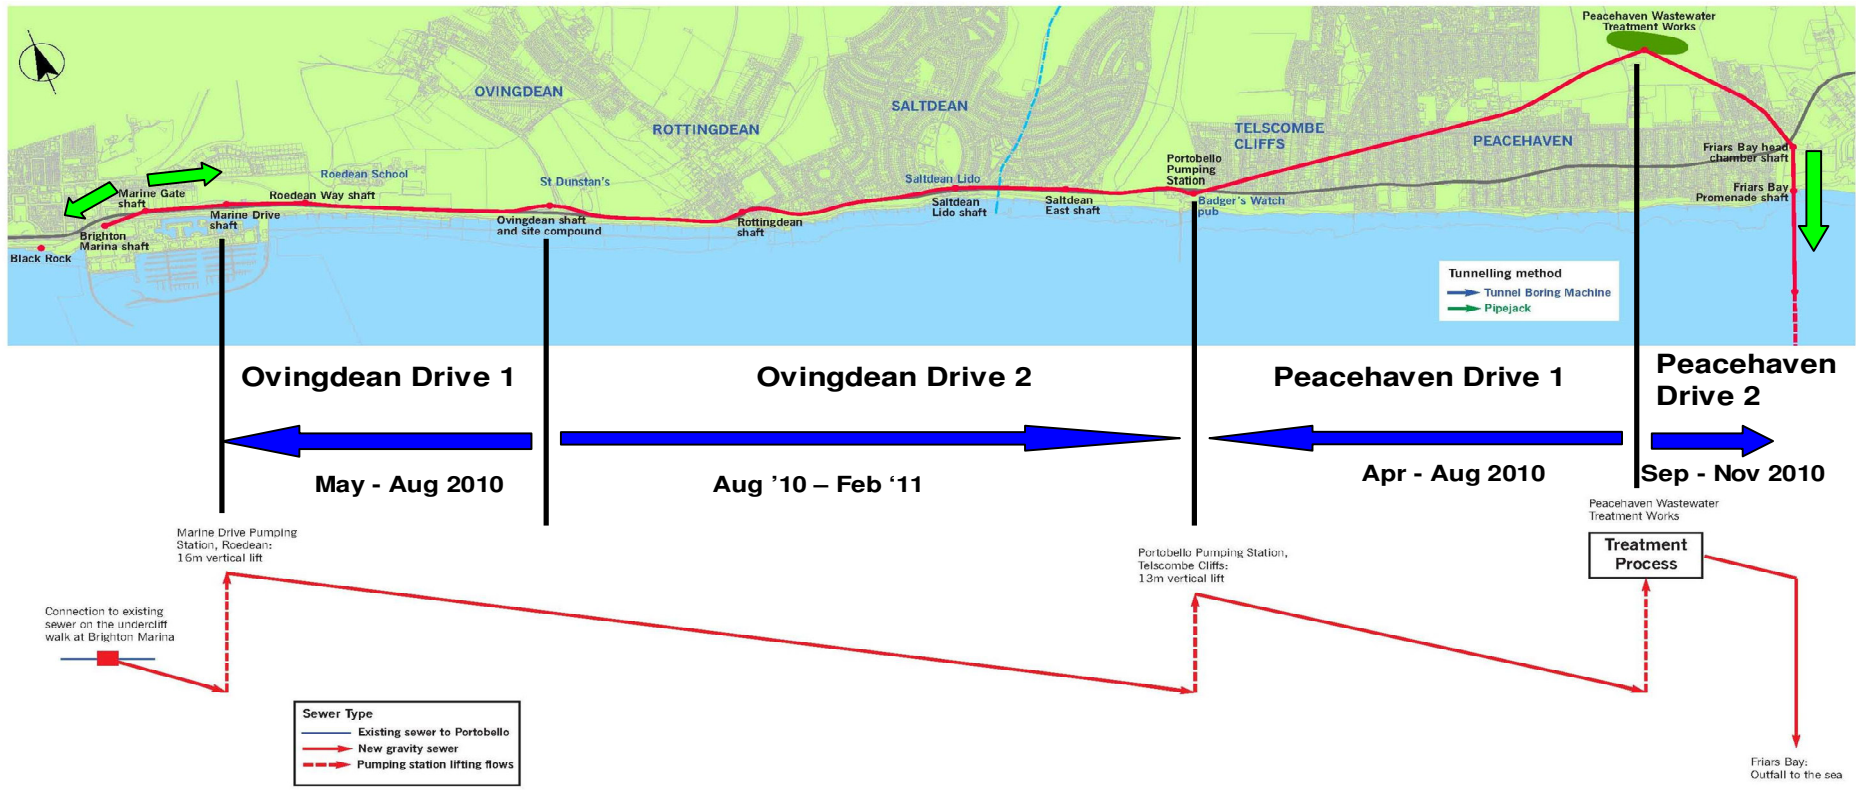 Peacehaven Wastewater
Treatment Works
OVINGDEAN
ROTTINGDEAN
SALTDEAN
TELSCOMBE
CLIFFS
PEACEHAVEN
Portobello
Pumping
Station
Friars Bay head
chamber shaft
Friars Bay
Promenade shaft
Roedean School
St Dunstan's
Saltdean Lido
Badger's Watch
pub
Marine Gate
shaft
Roedean Way shaft
Marine Drive
shaft
Brighton
Marina shaft
Black Rock
Ovingdean shaft
and site compound
Rottingdean
shaft
Saltdean
Lido shaft
Saltdean
East shaft
Tunnelling method
Tunnel Boring Machine
Pipejack
Ovingdean Drive 1
Ovingdean Drive 2
Peacehaven Drive 1
Peacehaven
Drive 2
May - Aug 2010
Aug ’10 – Feb ‘11
Apr - Aug 2010
Sep - Nov 2010
Marine Drive Pumping
Station, Roedean:
16m vertical lift
Portobello Pumping Station,
Telscombe Cliffs:
13m vertical lift
Peacehaven Wastewater
Treatment Works
Treatment
Process
Connection to existing
sewer on the undercliff
walk at Brighton Marina
Sewer Type
Existing sewer to Portobello
New gravity sewer
Pumping station lifting flows
Friars Bay:
Outfall to the sea